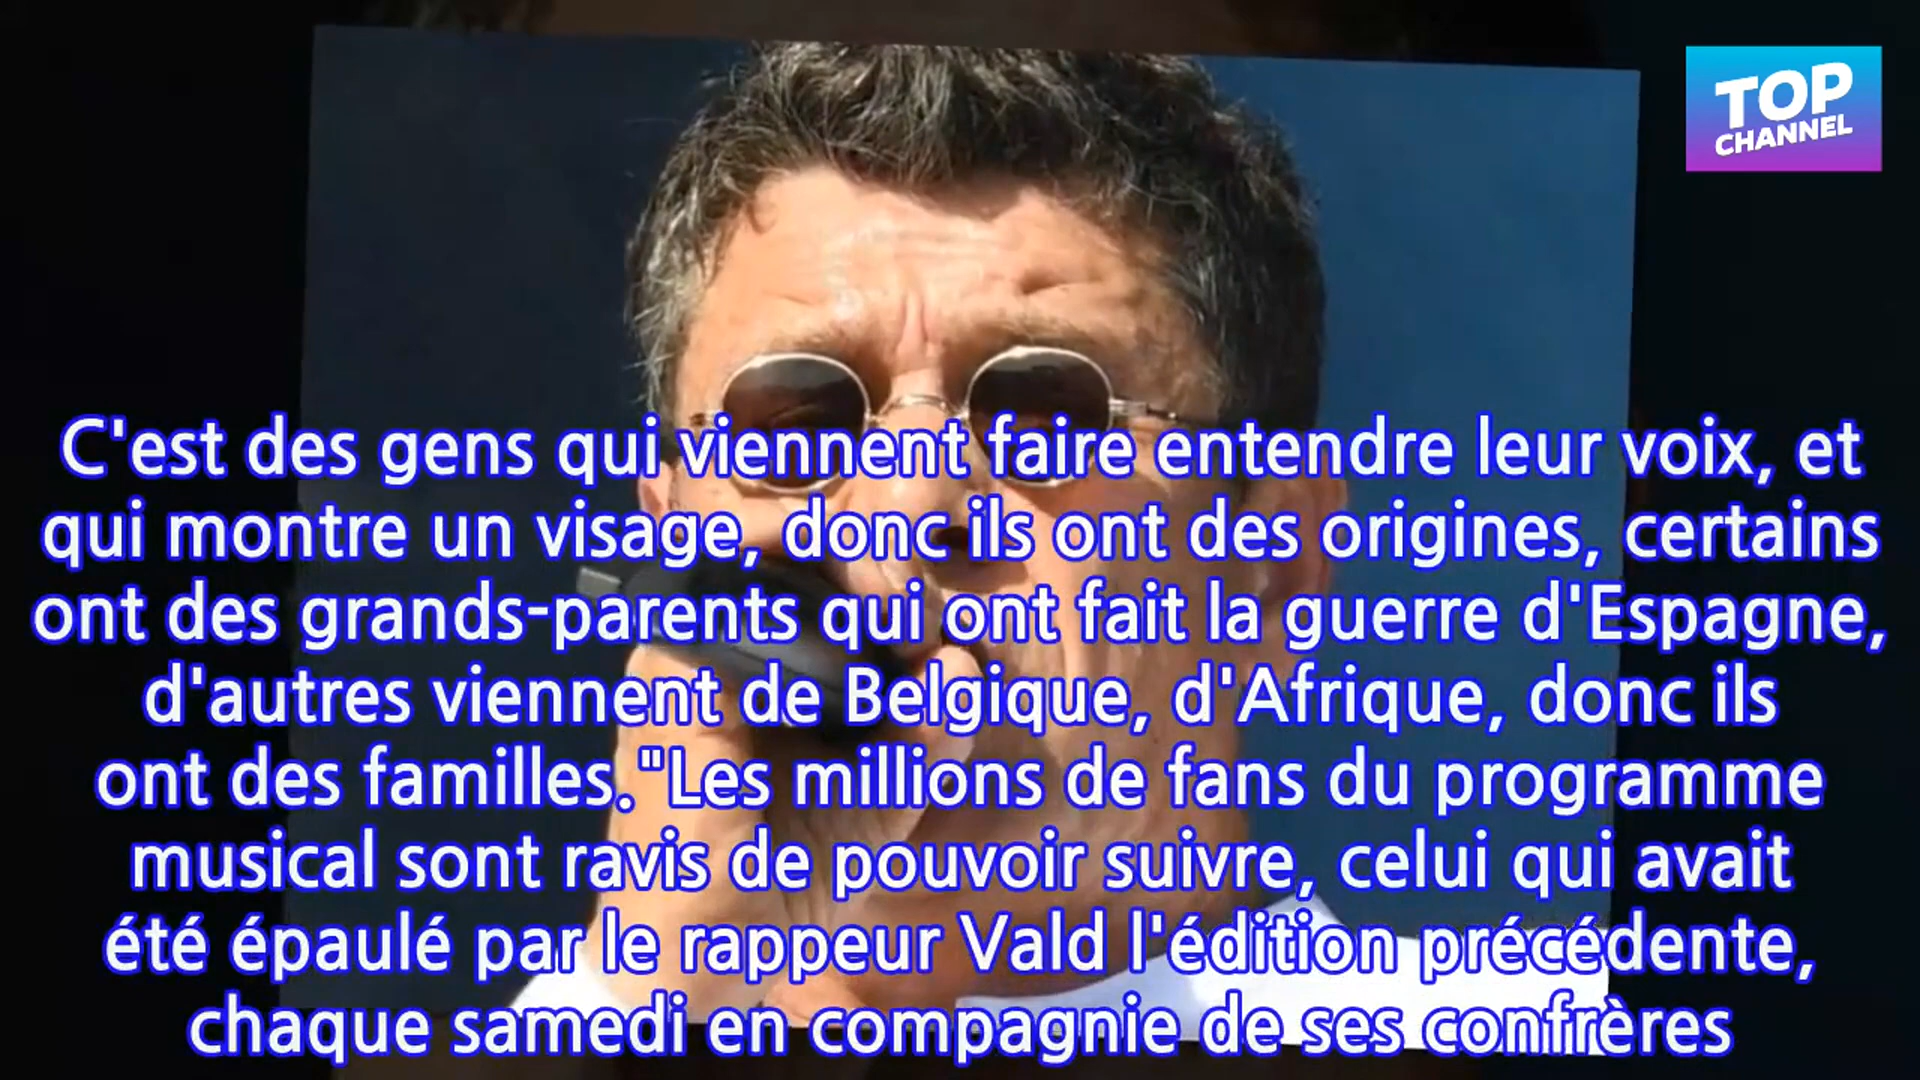 TOP
CHANNEL
C'est des gens qui viennent faire entendre leur voix, et
qui montre un visage, donc ils ont des origines, certains
ont des grands-parents qui ont fait la guerre d'Espagne,
d'autres viennent de Belgique, d'Afrique, donc ils
ont des familles."Les millions de fans du programme
musical sont ravis de pouvoir suivre, celui qui avait
été épaulé par le rappeur Vald l'édition précédente,
chaque samedi en compagnie de ses confrères